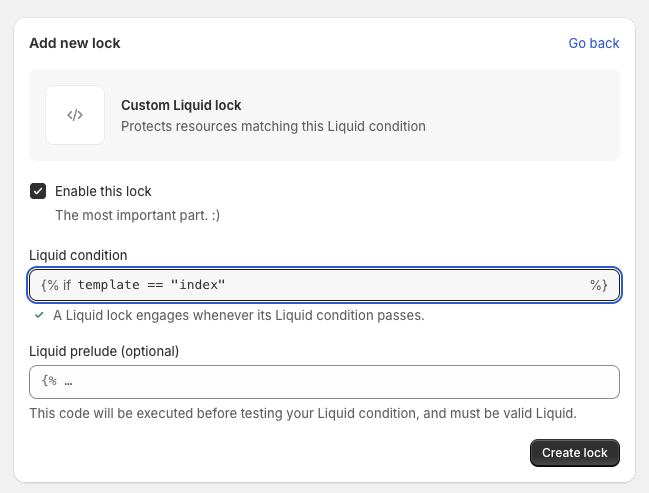 Add new lock
Go back
</>
Custom Liquid lock
Protects resources matching this Liquid condition
Enable this lock
The most important part. :)
Liquid condition
{% if template == "index" %}
A Liquid lock engages whenever its Liquid condition passes.
Liquid prelude (optional)
{% …
This code will be executed before testing your Liquid condition, and must be valid Liquid.
Create lock